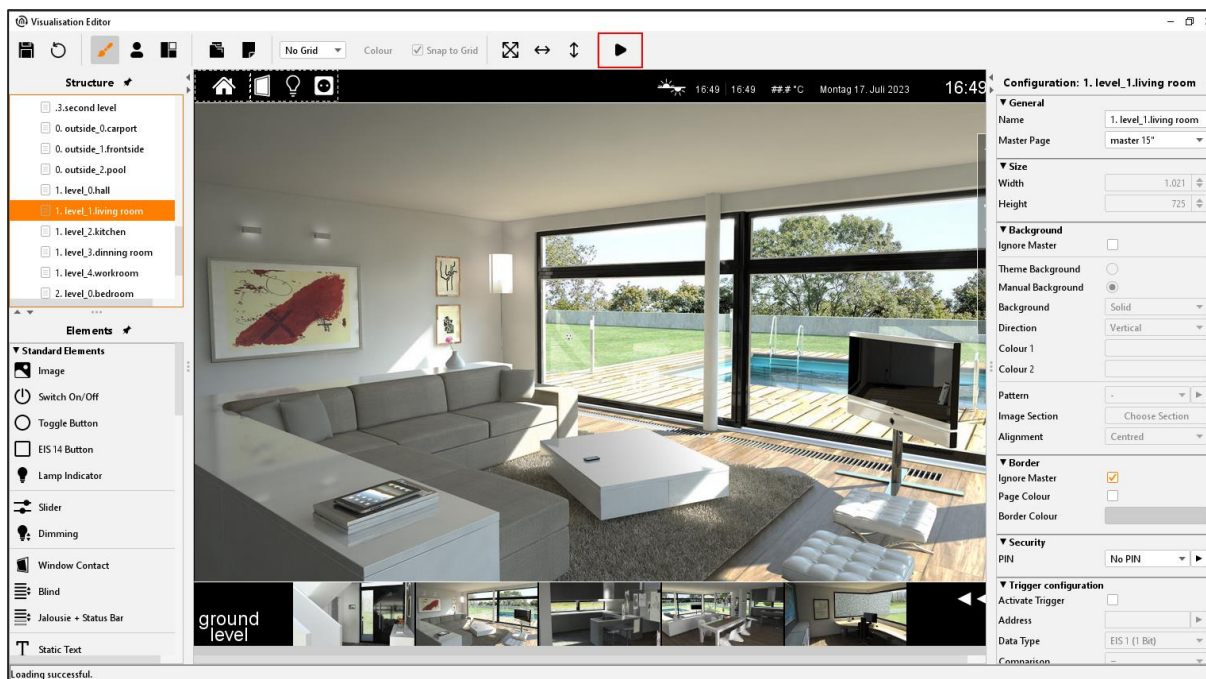 Visualisation Editor
No Grid
Colour
Snap to Grid
Structure
.3.second level
0. outside_0.carport
0. outside_1.frontside
0. outside_2.pool
1. level_0.hall
1. level_1.living room
1. level_2.kitchen
1. level_3.dinning room
1. level_4.workroom
2. level_0.bedroom
Elements
Standard Elements
Image
Switch On/Off
Toggle Button
EIS 14 Button
Lamp Indicator
Slider
Dimming
Window Contact
Blind
Jalousie + Status Bar
Static Text
Loading successful.
16:49 16:49 ##.# °C Montag 17. Juli 2023 16:49
ground
level
Configuration: 1. level_1.living room
General
Name 1. level_1.living room
Master Page master 15"
Size
Width 1.021
Height 725
Background
Ignore Master
Theme Background
Manual Background
Background Solid
Direction Vertical
Colour 1
Colour 2
Pattern -
Image Section Choose Section
Alignment Centred
Border
Ignore Master
Page Colour
Border Colour
Security
PIN No PIN
Trigger configuration
Activate Trigger
Address
Data Type EIS 1 (1 Bit)
Comparison